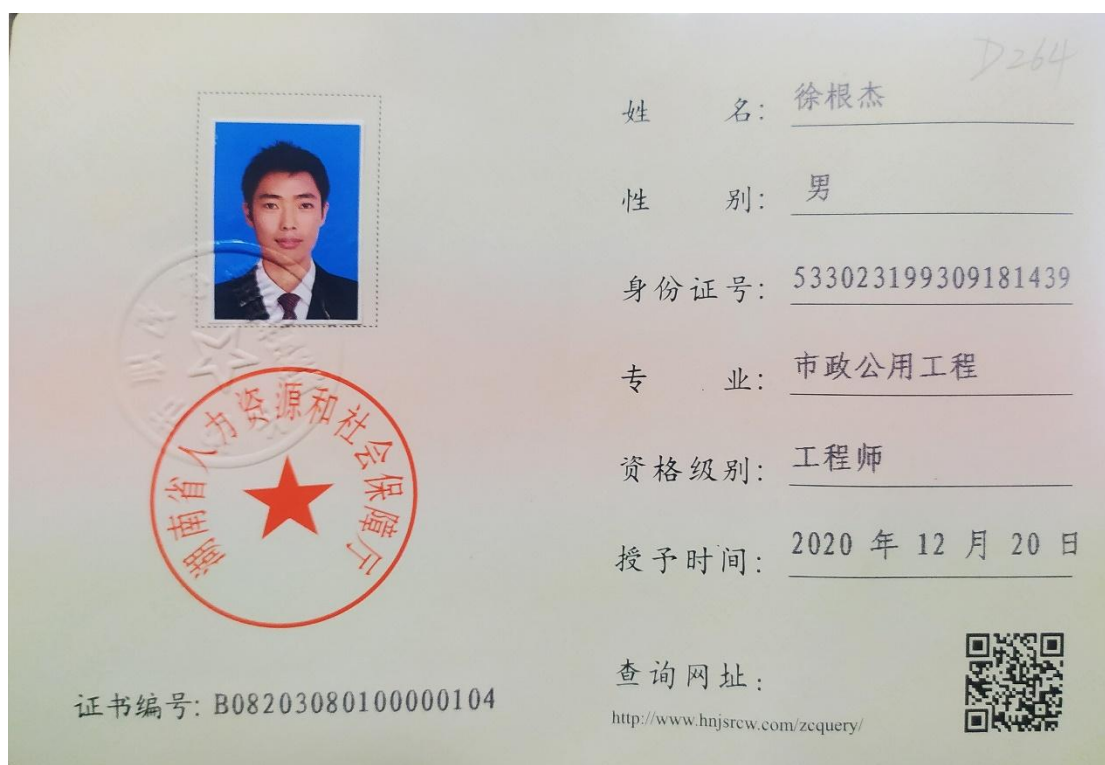 D264
姓 名: 徐根杰
性 别: 男
身份证号: 533023199309181439
专 业: 市政公用工程
资格级别: 工程师
授予时间: 2020 年 12 月 20 日
查询网址:
http://www.hnjsrcw.com/zcquery/
湖南省人力资源和社会保障厅
证书编号: B08203080100000104